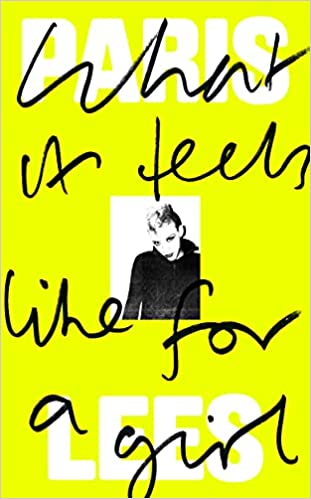 PARIS
What
it feels
like for
a girl
LEES